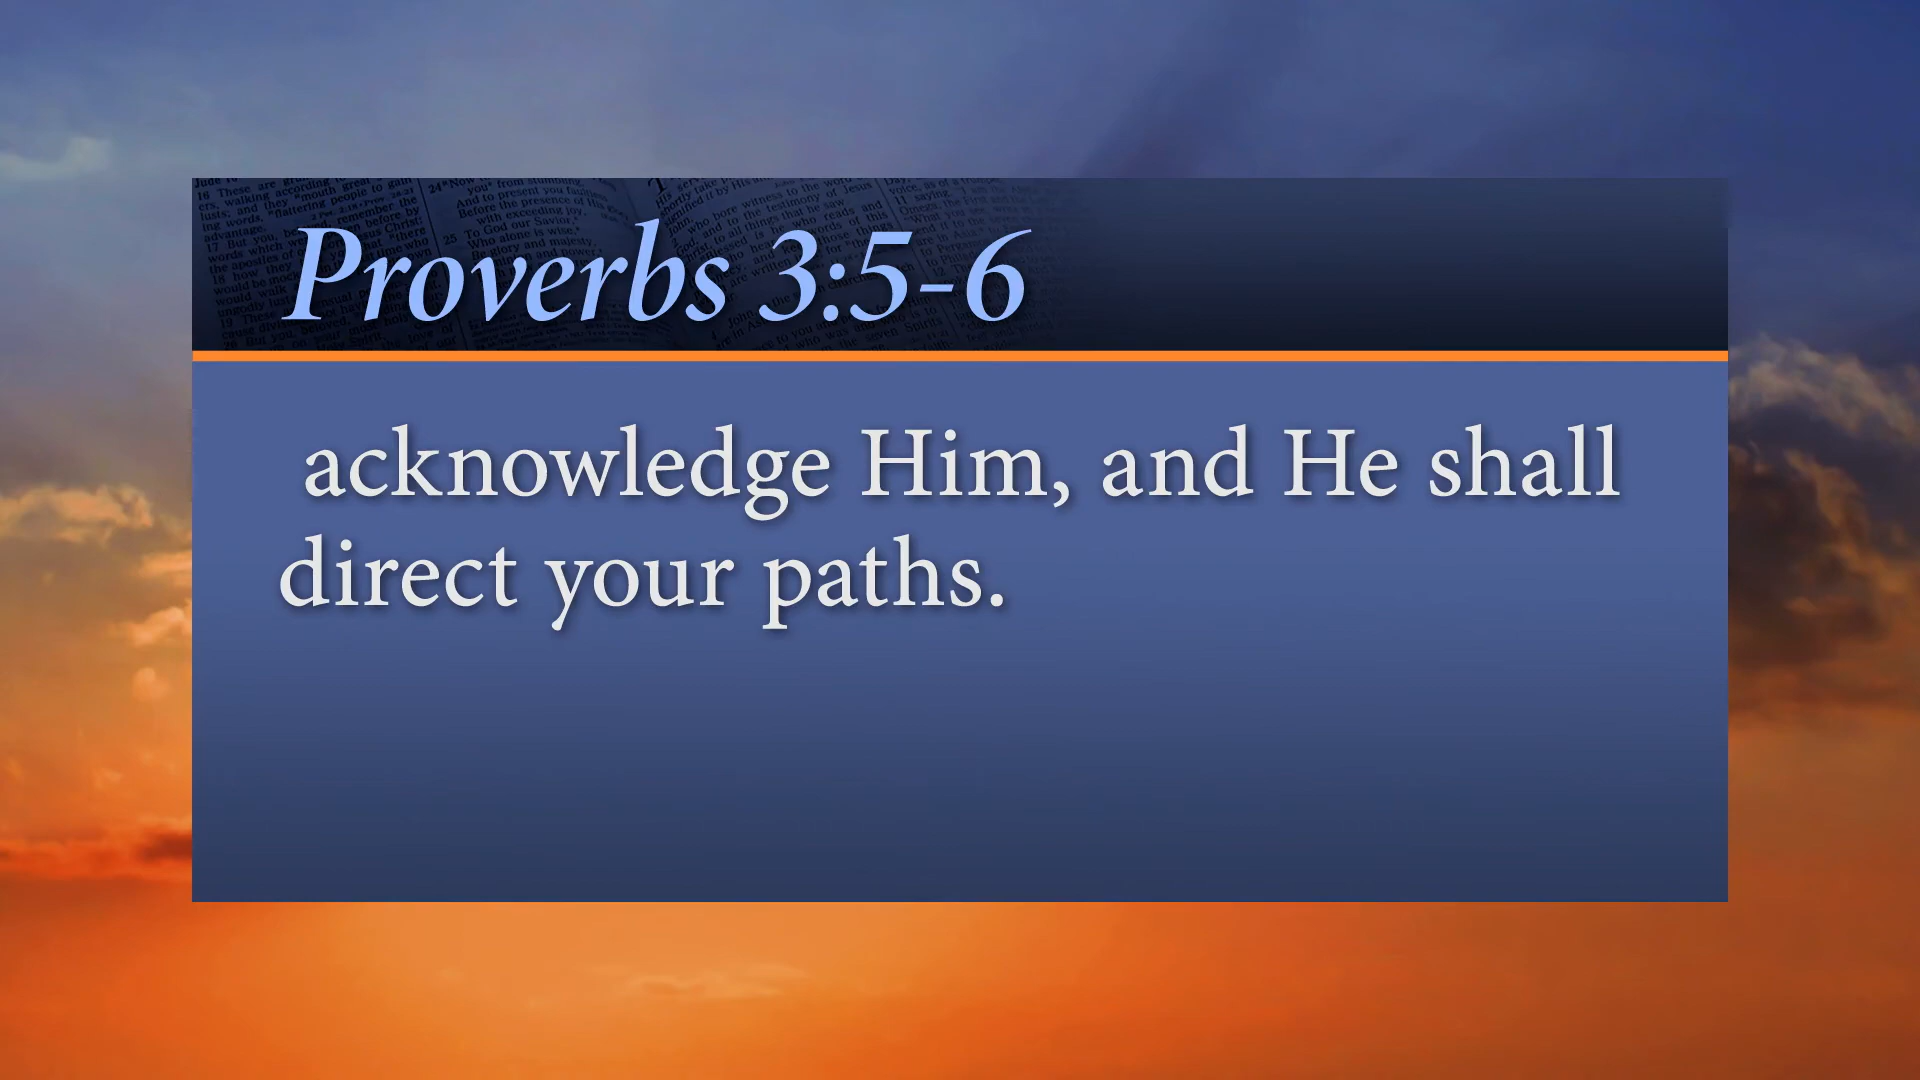 Proverbs 3:5-6
acknowledge Him, and He shall
direct your paths.